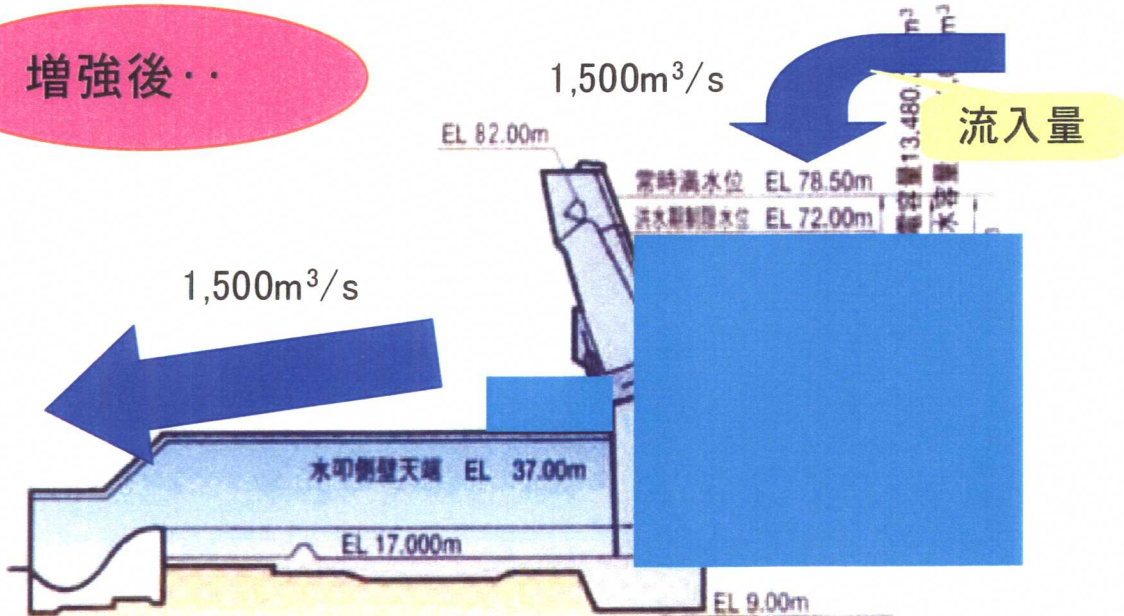 増強後‥
1,500m³/s
流入量
EL 82.00m
常時満水位 EL 78.50m
洪水期制限水位 EL 72.00m
1,500m³/s
水叩側壁天端 EL 37.00m
EL 17.000m
EL 9.00m